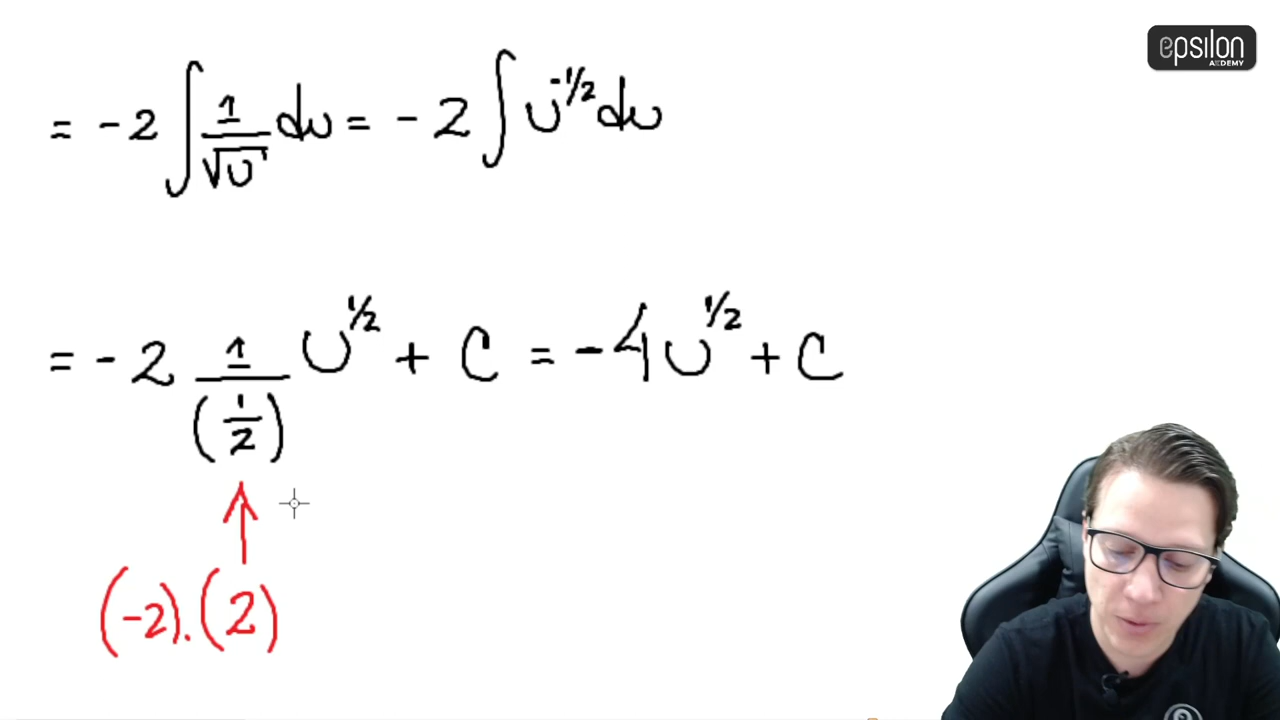 epsilon
ACADEMY
= -2 ∫ 1/√u du = -2 ∫ u^-1/2 du
= -2 1/(1/2) u^1/2 + C = -4u^1/2 + C
(-2).(2)